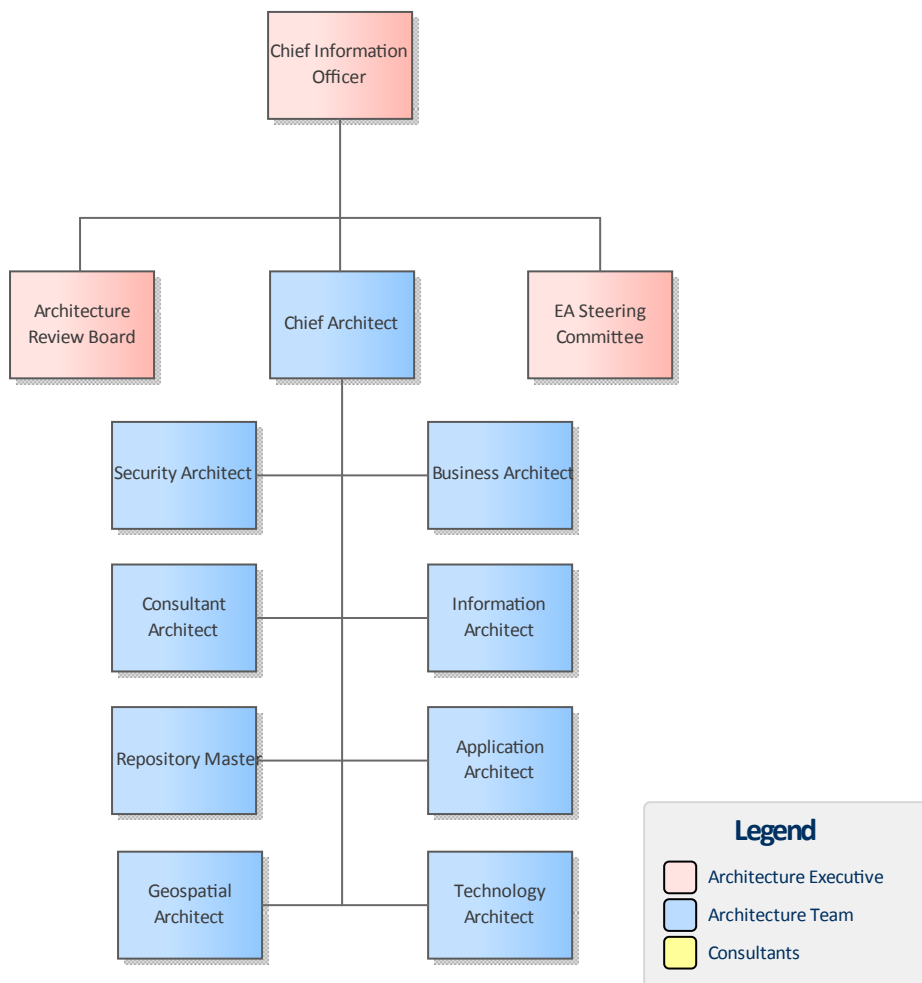 Chief Information
Officer
Architecture
Review Board
Chief Architect
EA Steering
Committee
Security Architect
Business Architect
Consultant
Architect
Information
Architect
Repository Master
Application
Architect
Geospatial
Architect
Technology
Architect
Legend
Architecture Executive
Architecture Team
Consultants